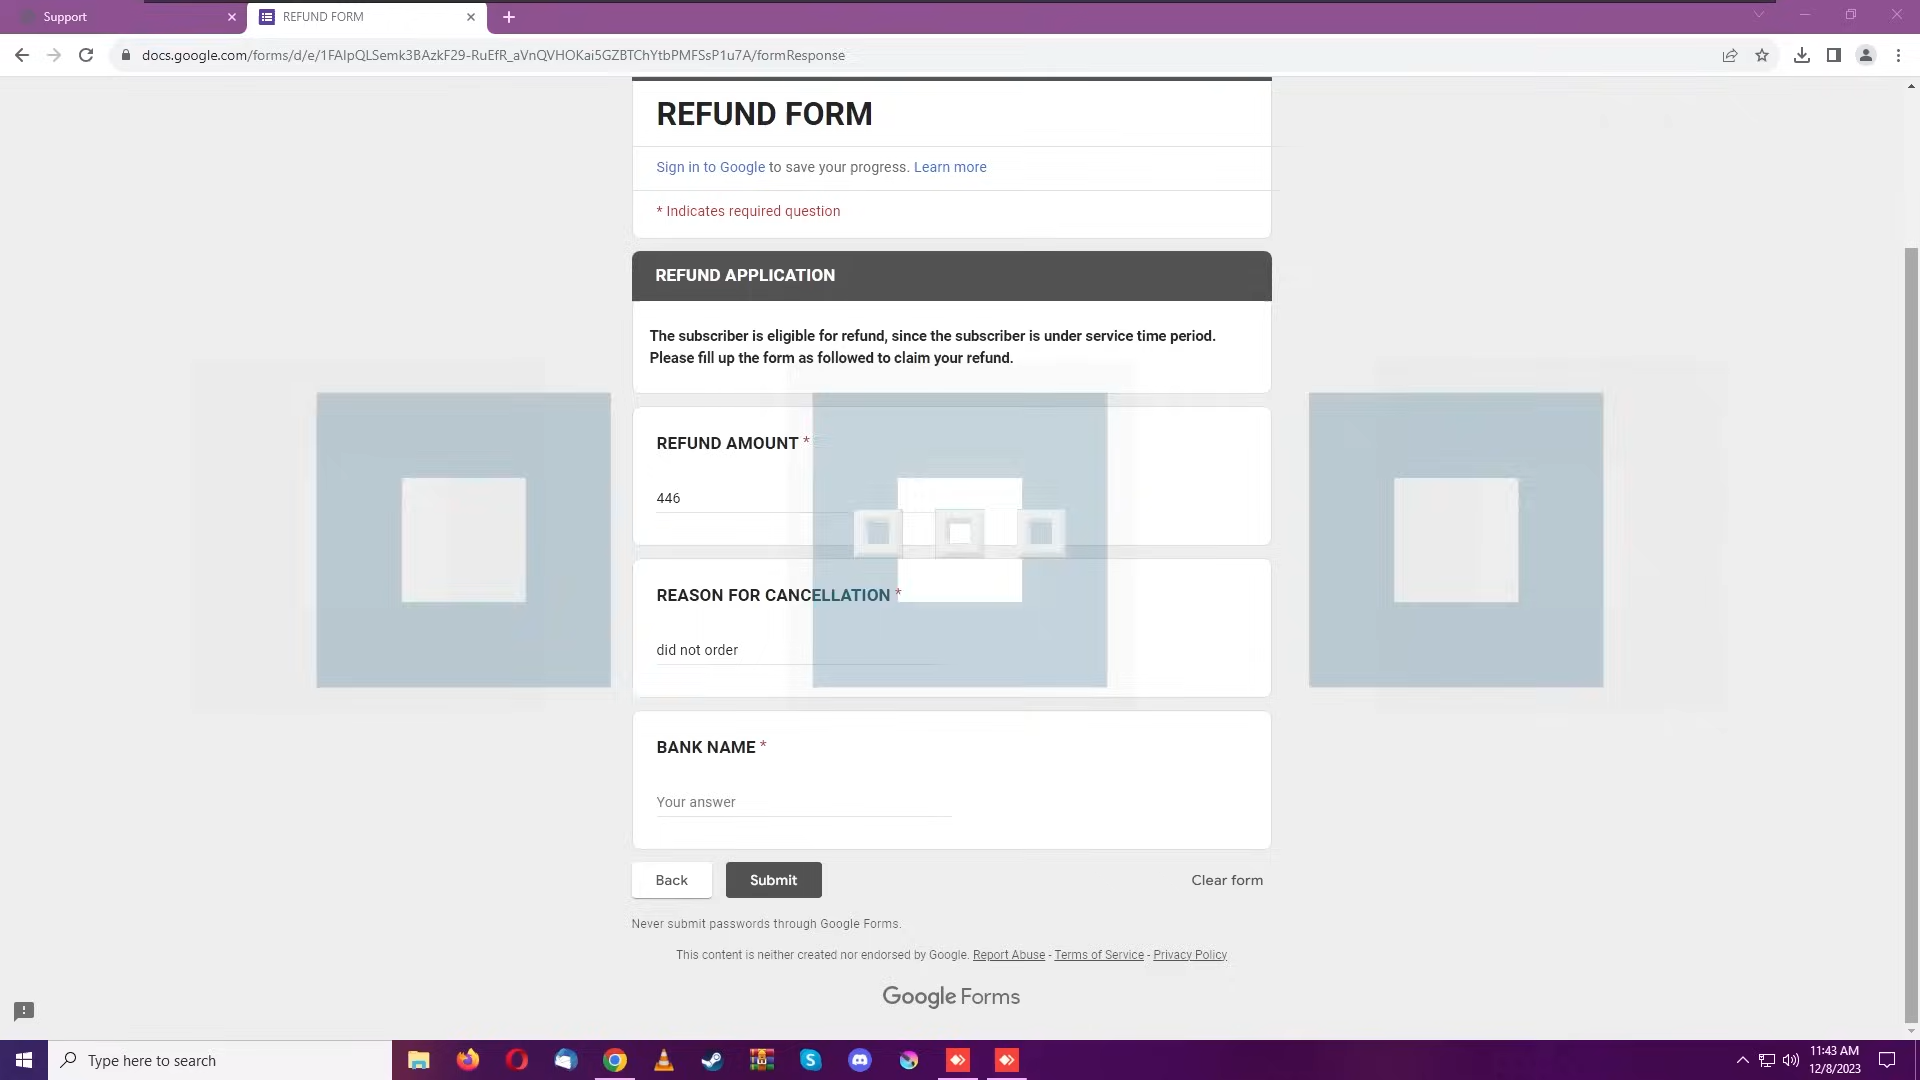 Support
REFUND FORM
docs.google.com/forms/d/e/1FAIpQLSemk3BAzkF29-RuEfR_aVnQVHOKai5GZBTChYtbPMFSsP1u7A/formResponse
REFUND FORM
Sign in to Google to save your progress. Learn more
* Indicates required question
REFUND APPLICATION
The subscriber is eligible for refund, since the subscriber is under service time period.
Please fill up the form as followed to claim your refund.
REFUND AMOUNT *
446
REASON FOR CANCELLATION *
did not order
BANK NAME *
Your answer
Back
Submit
Clear form
Never submit passwords through Google Forms.
This content is neither created nor endorsed by Google. Report Abuse - Terms of Service - Privacy Policy
Google Forms
Type here to search
11:43 AM
12/8/2023